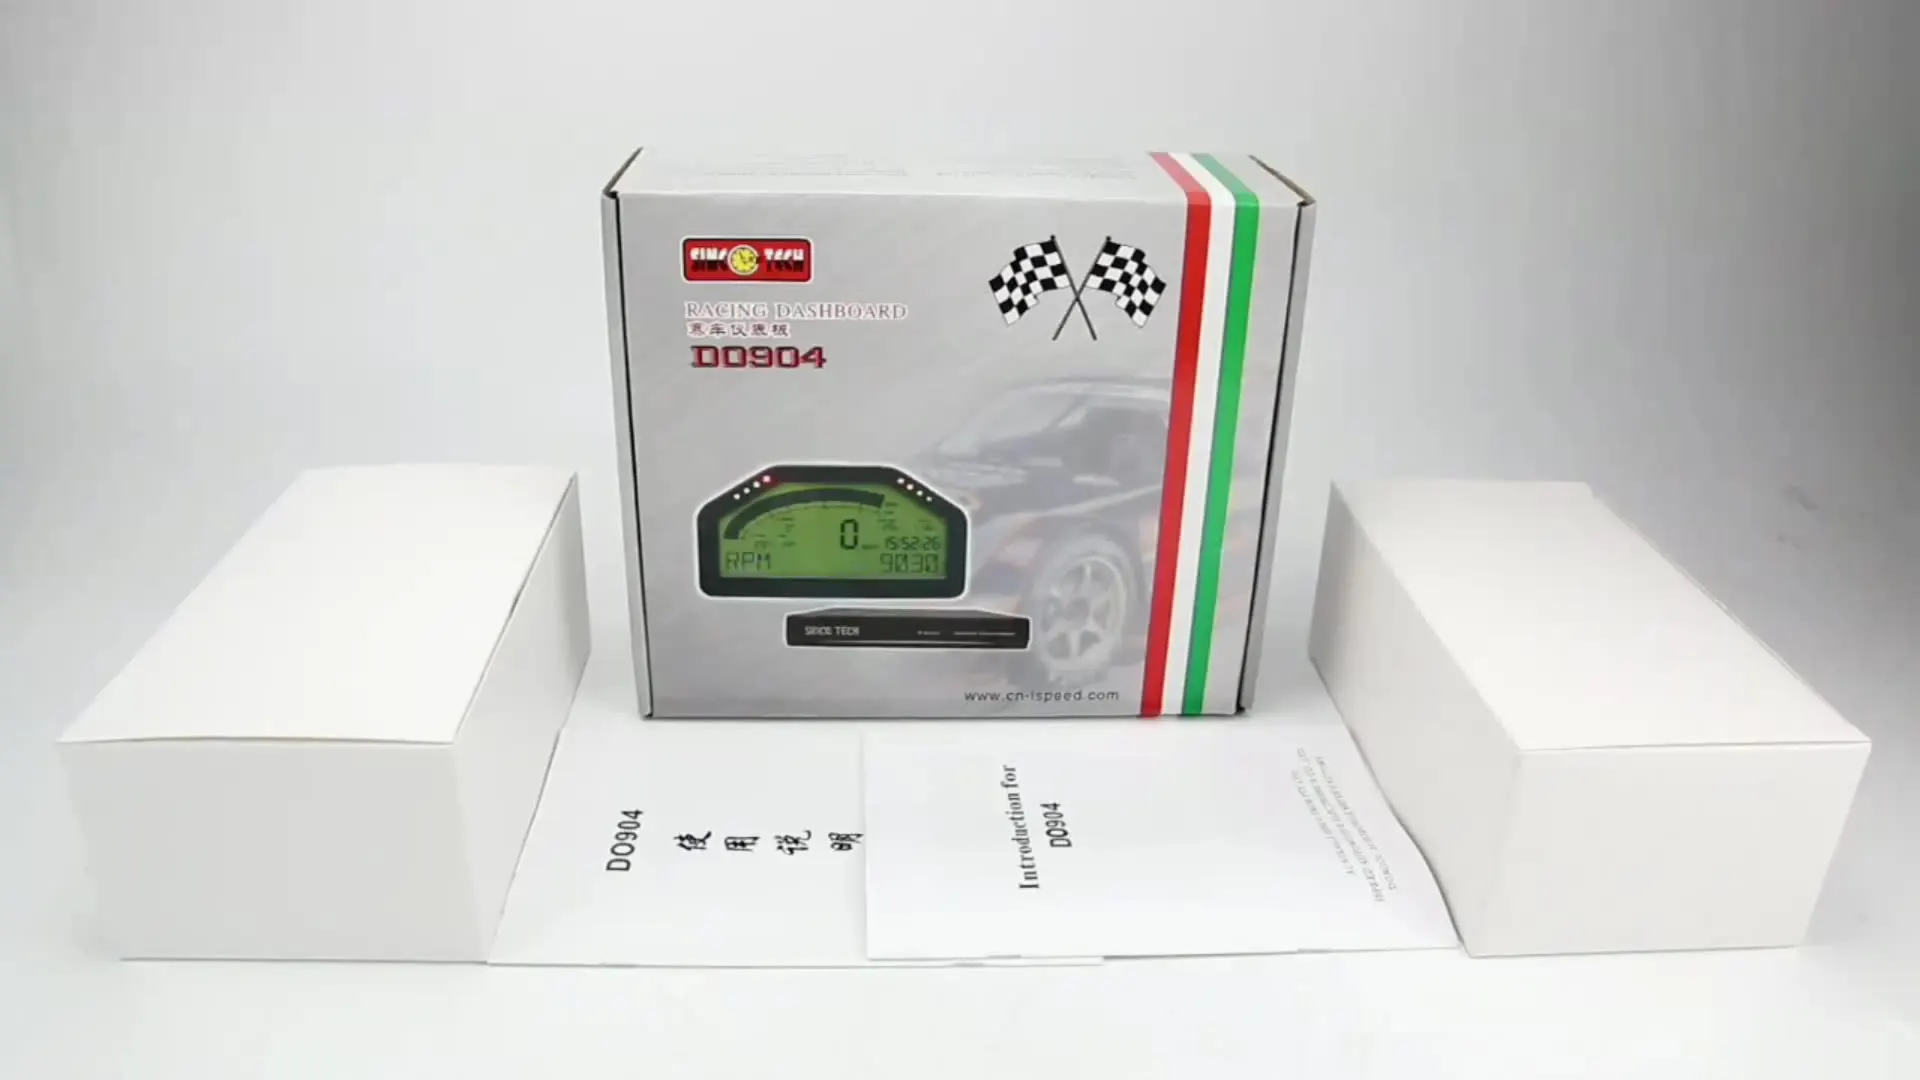 SINCO TECH
RACING DASHBOARD
赛车仪表板
DO904
0
15:52:26
RPM 9030
SINCO TECH
www.cn-ispeed.com
DO904
使用说明
Introduction for
DO904